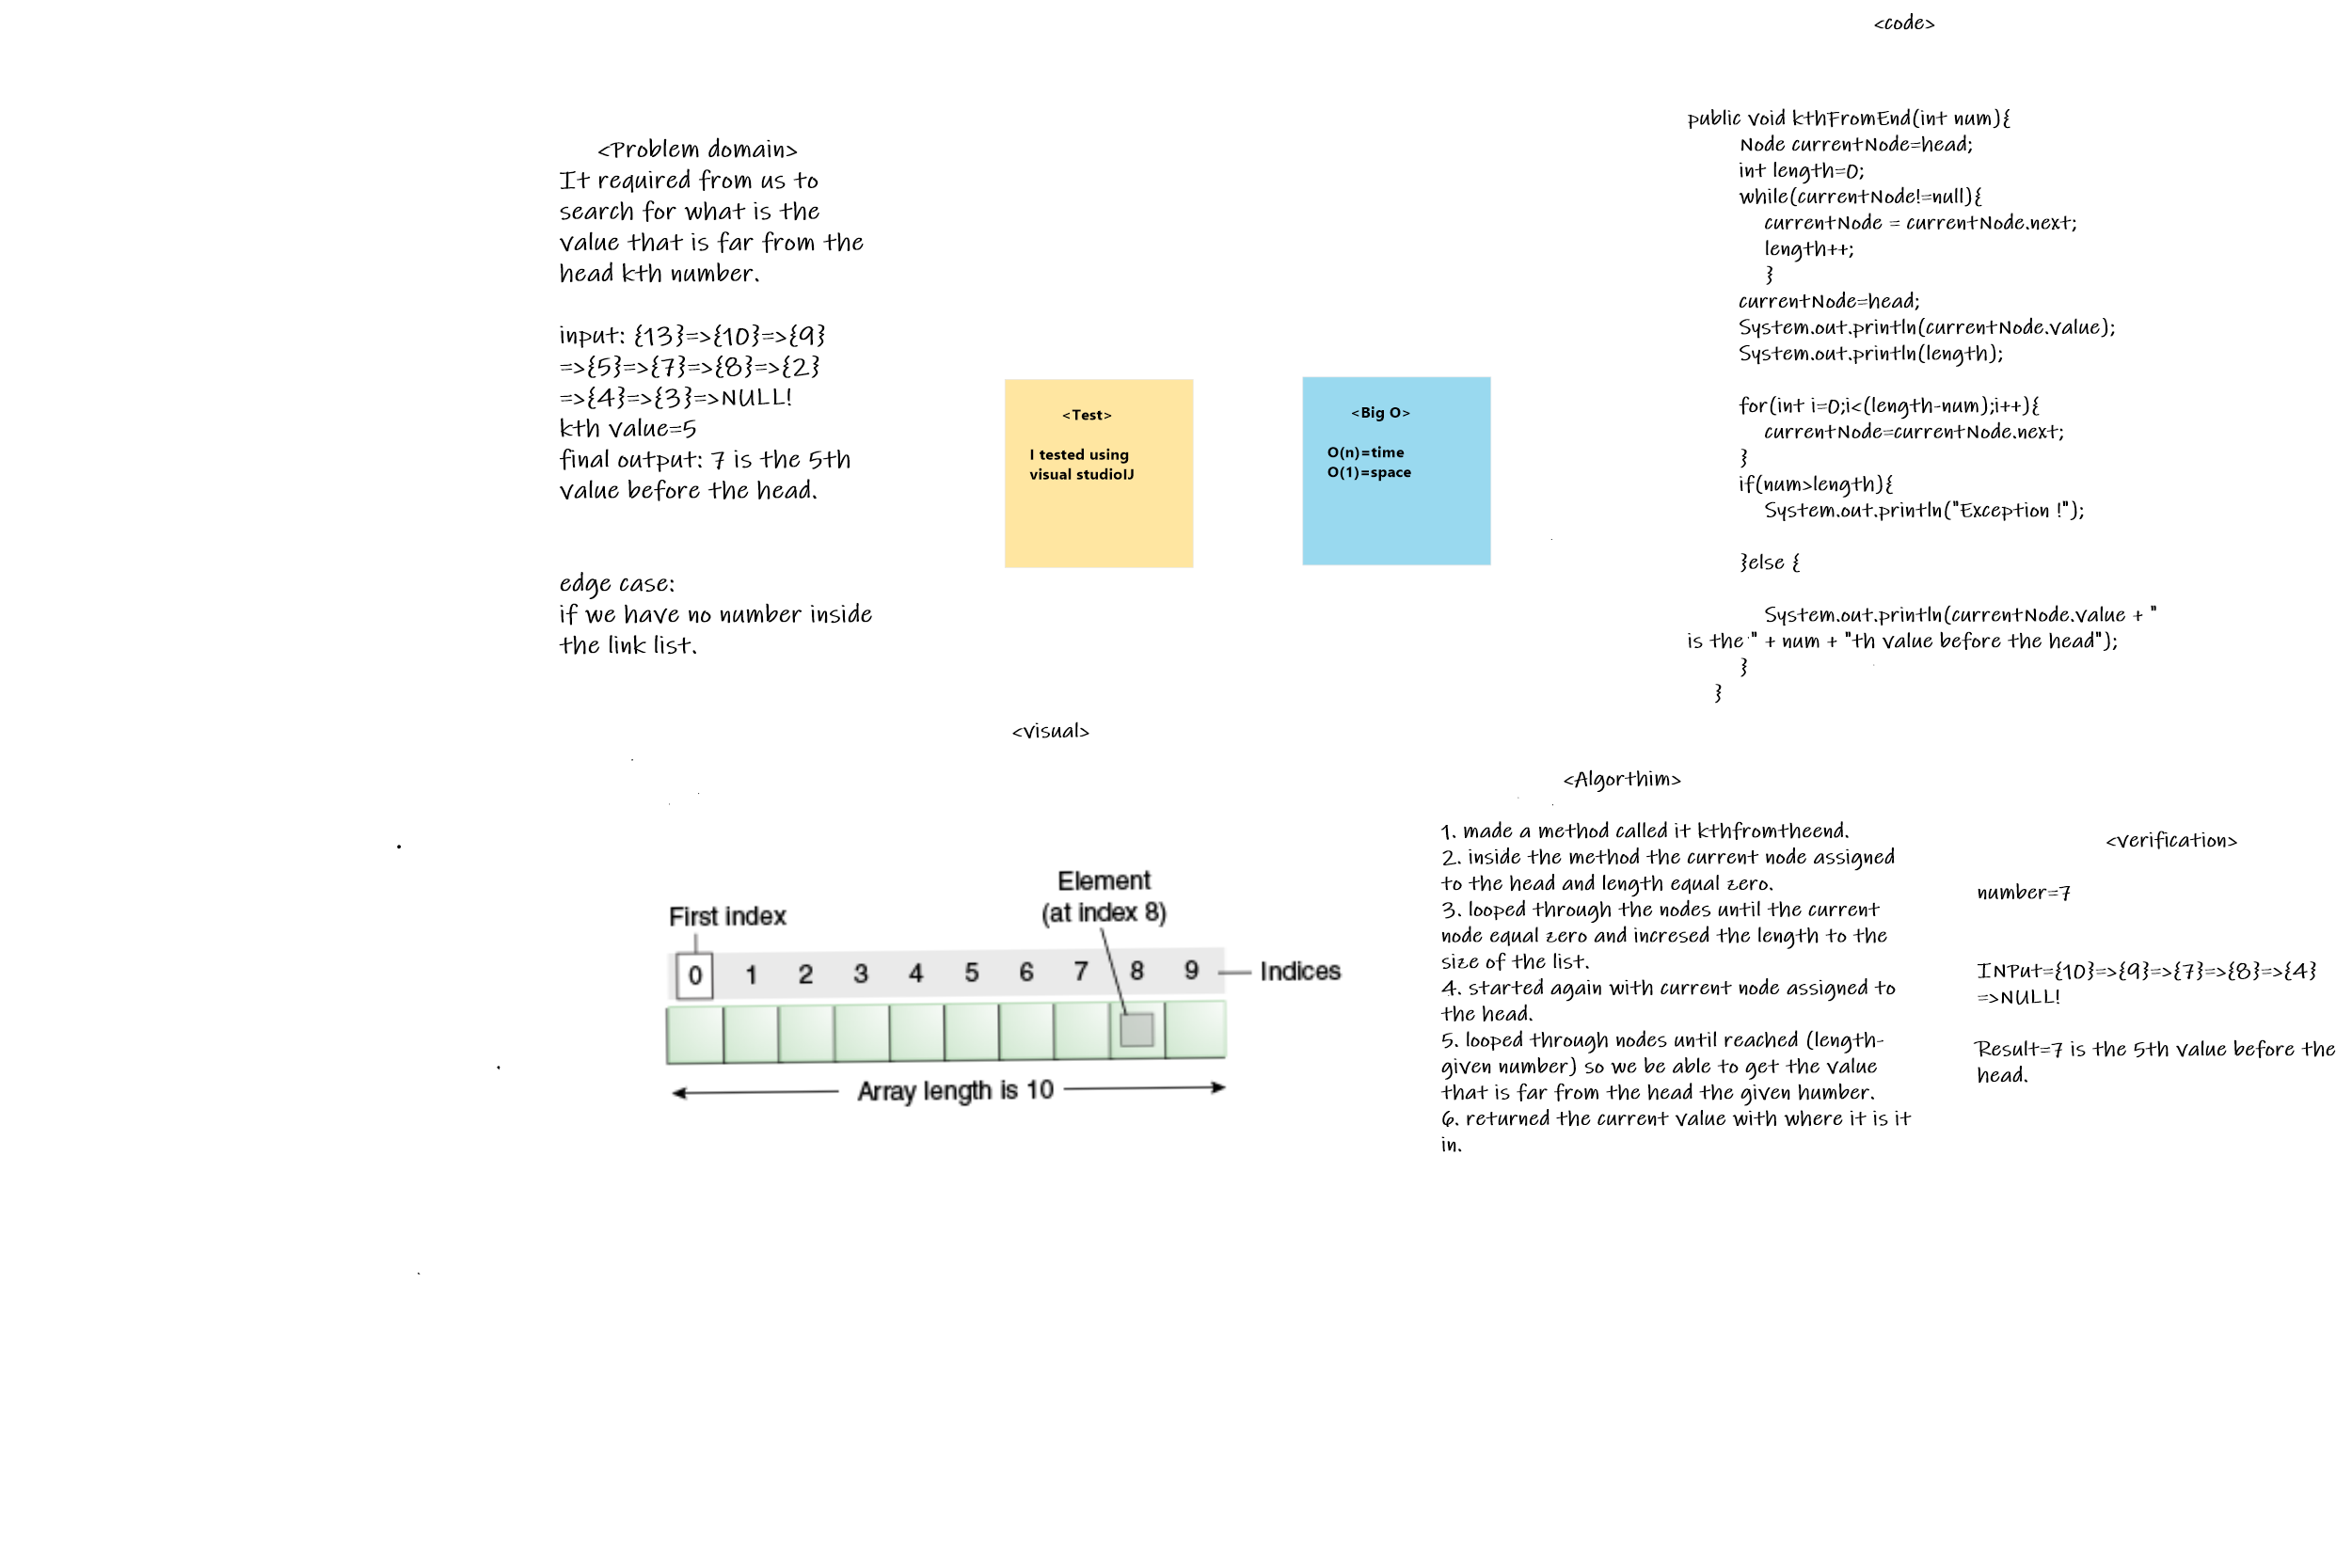 <Problem domain>
It required from us to
search for what is the
value that is far from the
head kth number.
input: {13}=>{10}=>{9}
=>{5}=>{7}=>{8}=>{2}
=>{4}=>{3}=>NULL!
kth value=5
final output: 7 is the 5th
value before the head.
edge case:
if we have no number inside
the link list.
<Test>
I tested using
visual studioIJ
<Big O>
O(n)=time
O(1)=space
<code>
public void kthFromEnd(int num){
Node currentNode=head;
int length=0;
while(currentNode!=null){
currentNode = currentNode.next;
length++;
}
currentNode=head;
System.out.println(currentNode.value);
System.out.println(length);
for(int i=0;i<(length-num);i++){
currentNode=currentNode.next;
}
if(num>length){
System.out.println("Exception !");
}else {
System.out.println(currentNode.value + "
is the " + num + "th value before the head");
}
}
<visual>
First index
Element
(at index 8)
0 1 2 3 4 5 6 7 8 9
Indices
Array length is 10
<Algorthim>
1. made a method called it kthfromtheend.
2. inside the method the current node assigned
to the head and length equal zero.
3. looped through the nodes until the current
node equal zero and incresed the length to the
size of the list.
4. started again with current node assigned to
the head.
5. looped through nodes until reached (length-
given number) so we be able to get the value
that is far from the head the given humber.
6. returned the current value with where it is it
in.
<verification>
number=7
INPut={10}=>{9}=>{7}=>{8}=>{4}
=>NULL!
Result=7 is the 5th value before the
head.